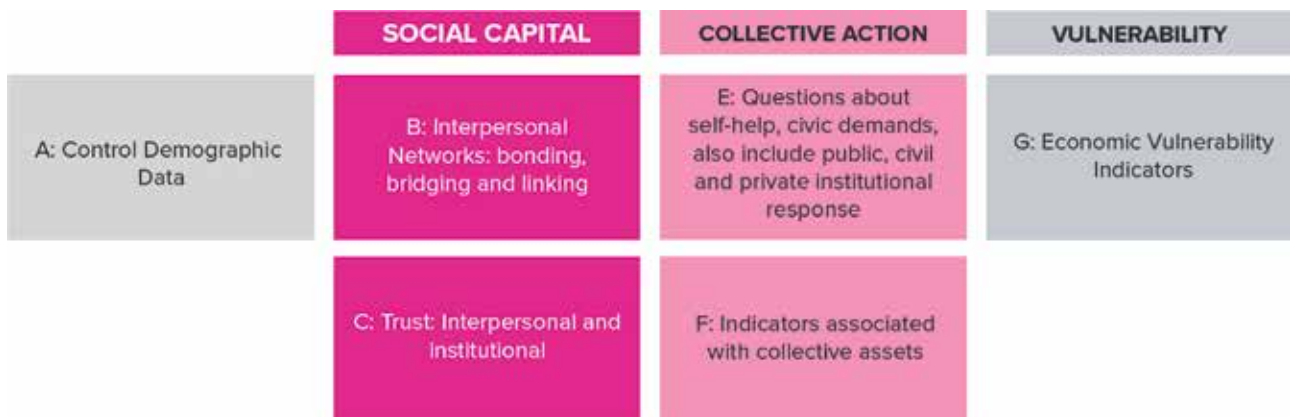 SOCIAL CAPITAL
COLLECTIVE ACTION
VULNERABILITY
A: Control Demographic
Data
B: Interpersonal
Networks: bonding,
bridging and linking
E: Questions about
self-help, civic demands,
also include public, civil
and private institutional
response
G: Economic Vulnerability
Indicators
C: Trust: Interpersonal and
institutional
F: Indicators associated
with collective assets